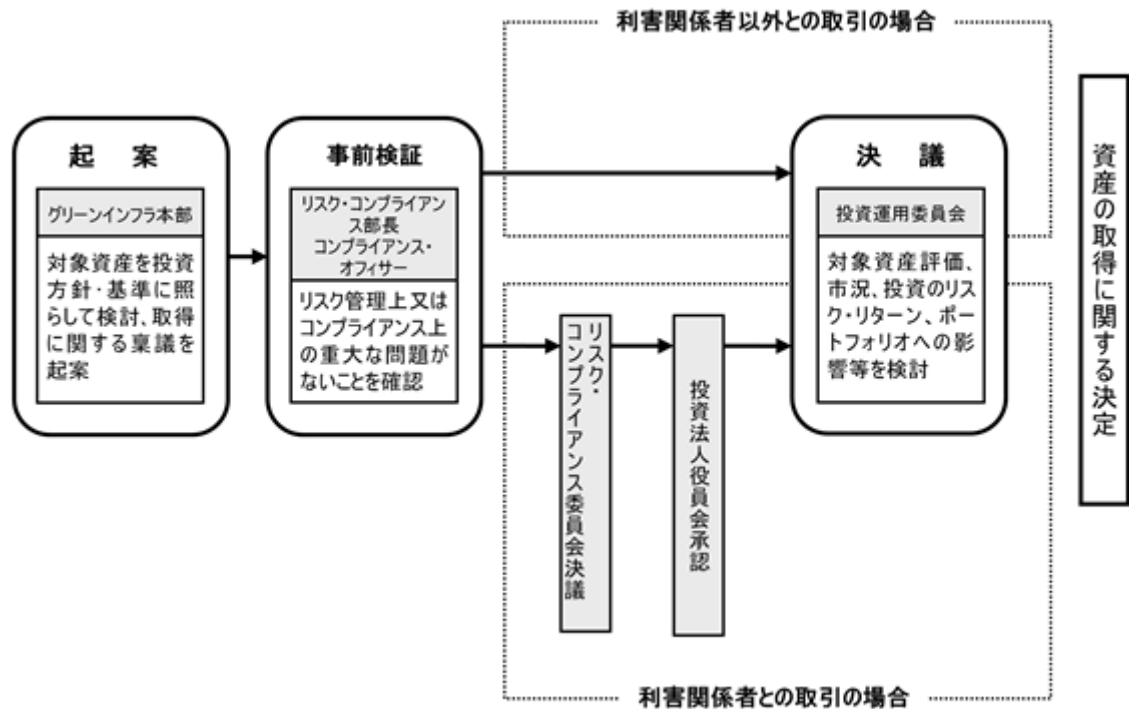 利害関係者以外との取引の場合
起　案
グリーンインフラ本部
対象資産を投資
方針・基準に照
らして検討、取得
に関する稟議を
起案
事前検証
リスク・コンプライアン
ス部長
コンプライアンス・
オフィサー
リスク管理上又は
コンプライアンス上
の重大な問題が
ないことを確認
リスク・
コンプライアンス委員会決議
投資法人役員会承認
決　議
投資運用委員会
対象資産評価、
市況、投資のリス
ク・リターン、ポー
トフォリオへの影
響等を検討
資産の取得に関する決定
利害関係者との取引の場合